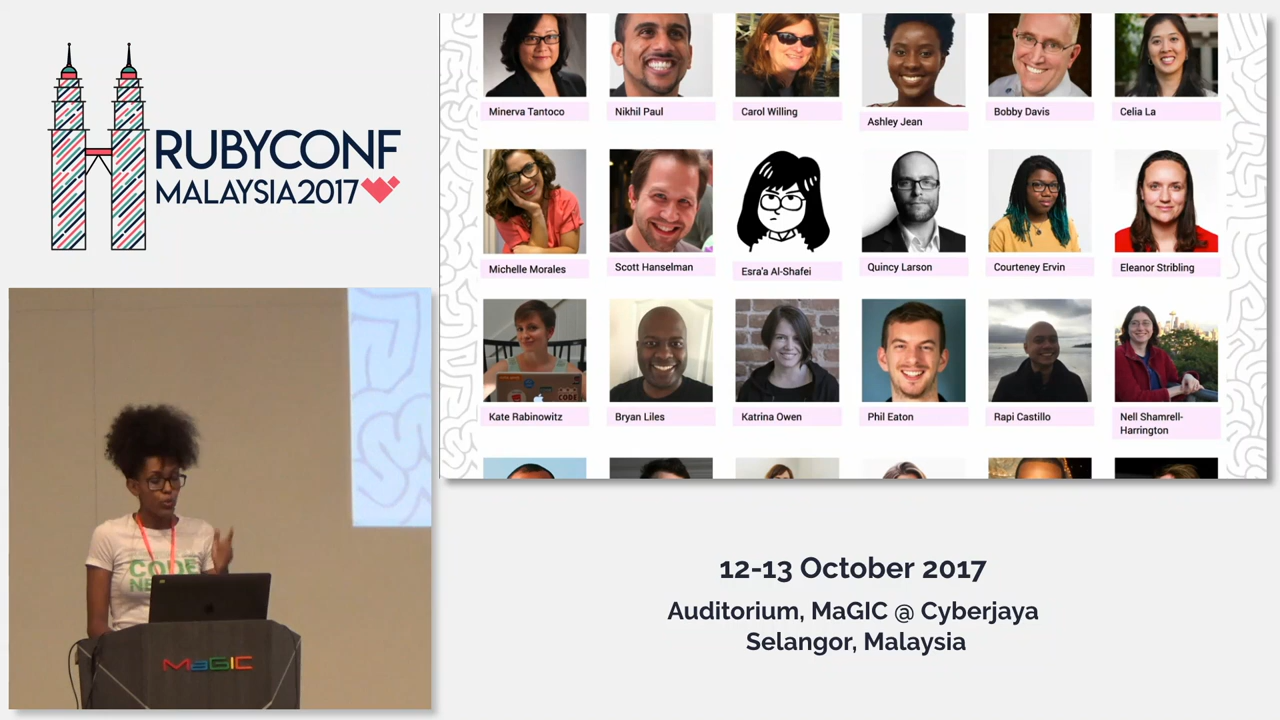 RUBYCONF
MALAYSIA2017
Minerva Tantoco
Nikhil Paul
Carol Willing
Ashley Jean
Bobby Davis
Celia La
Michelle Morales
Scott Hanselman
Esra'a Al-Shafei
Quincy Larson
Courteney Ervin
Eleanor Stribling
Kate Rabinowitz
Bryan Liles
Katrina Owen
Phil Eaton
Rapi Castillo
Nell Shamrell-
Harrington
CODE
MaGIC
12-13 October 2017
Auditorium, MaGIC @ Cyberjaya
Selangor, Malaysia